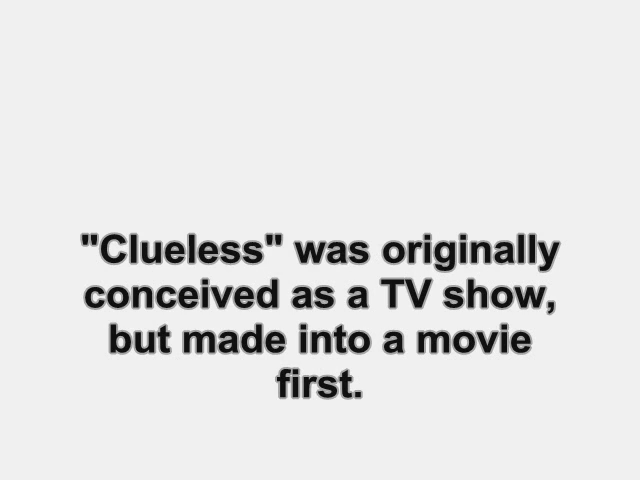 "Clueless" was originally
conceived as a TV show,
but made into a movie
first.